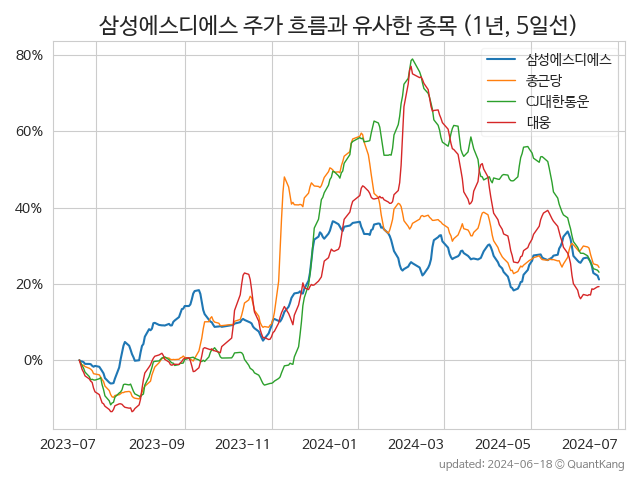 삼성에스디에스 주가 흐름과 유사한 종목 (1년, 5일선)
삼성에스디에스
종근당
CJ대한통운
대웅
80%
60%
40%
20%
0%
2023-07
2023-09
2023-11
2024-01
2024-03
2024-05
2024-07
updated: 2024-06-18 © QuantKang